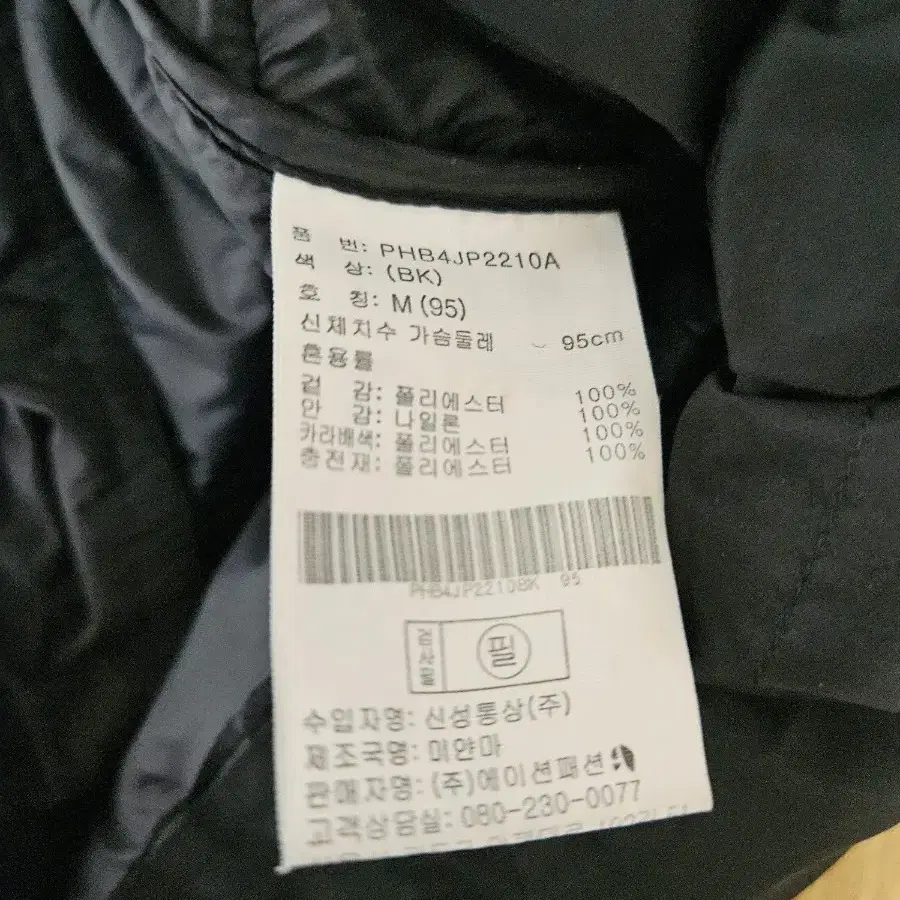 품 번: PHB4JP2210A
색 상: (BK)
호 칭: M (95)
신체치수 가슴둘레 95cm
혼용률
겉 감: 폴리에스터 100%
안 감: 나일론 100%
카라배색: 폴리에스터 100%
충전재: 폴리에스터 100%
PHB4JP2210BK 95
필
수입자명: 신성통상(주)
제조국명: 미얀마
판매자명: (주)에이션패션
고객상담실: 080-230-0077